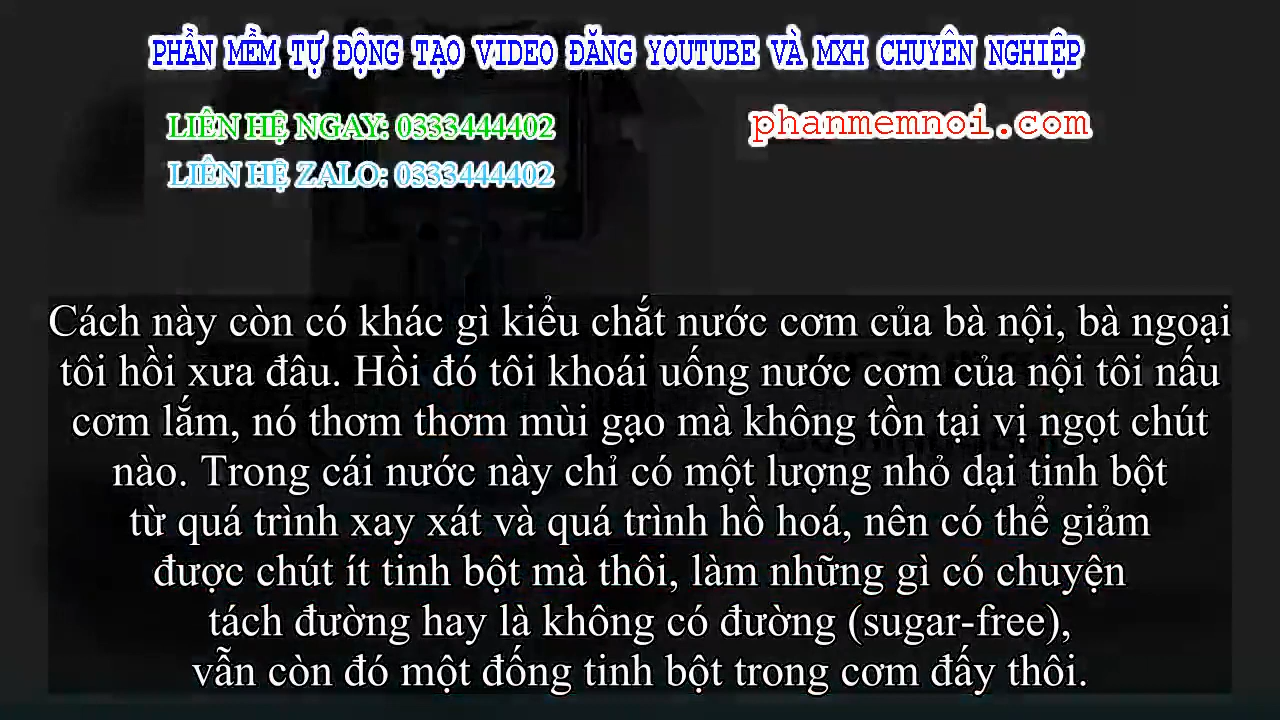 PHẦN MỀM TỰ ĐỘNG TẠO VIDEO ĐĂNG YOUTUBE VÀ MXH CHUYÊN NGHIỆP
LIÊN HỆ NGAY: 0333444402
phanmemnoi.com
LIÊN HỆ ZALO: 0333444402
Cách này còn có khác gì kiểu chắt nước cơm của bà nội, bà ngoại
tôi hồi xưa đâu. Hồi đó tôi khoái uống nước cơm của nội tôi nấu
cơm lắm, nó thơm thơm mùi gạo mà không tồn tại vị ngọt chút
nào. Trong cái nước này chỉ có một lượng nhỏ dại tinh bột
từ quá trình xay xát và quá trình hồ hoá, nên có thể giảm
được chút ít tinh bột mà thôi, làm những gì có chuyện
tách đường hay là không có đường (sugar-free),
vẫn còn đó một đống tinh bột trong cơm đấy thôi.